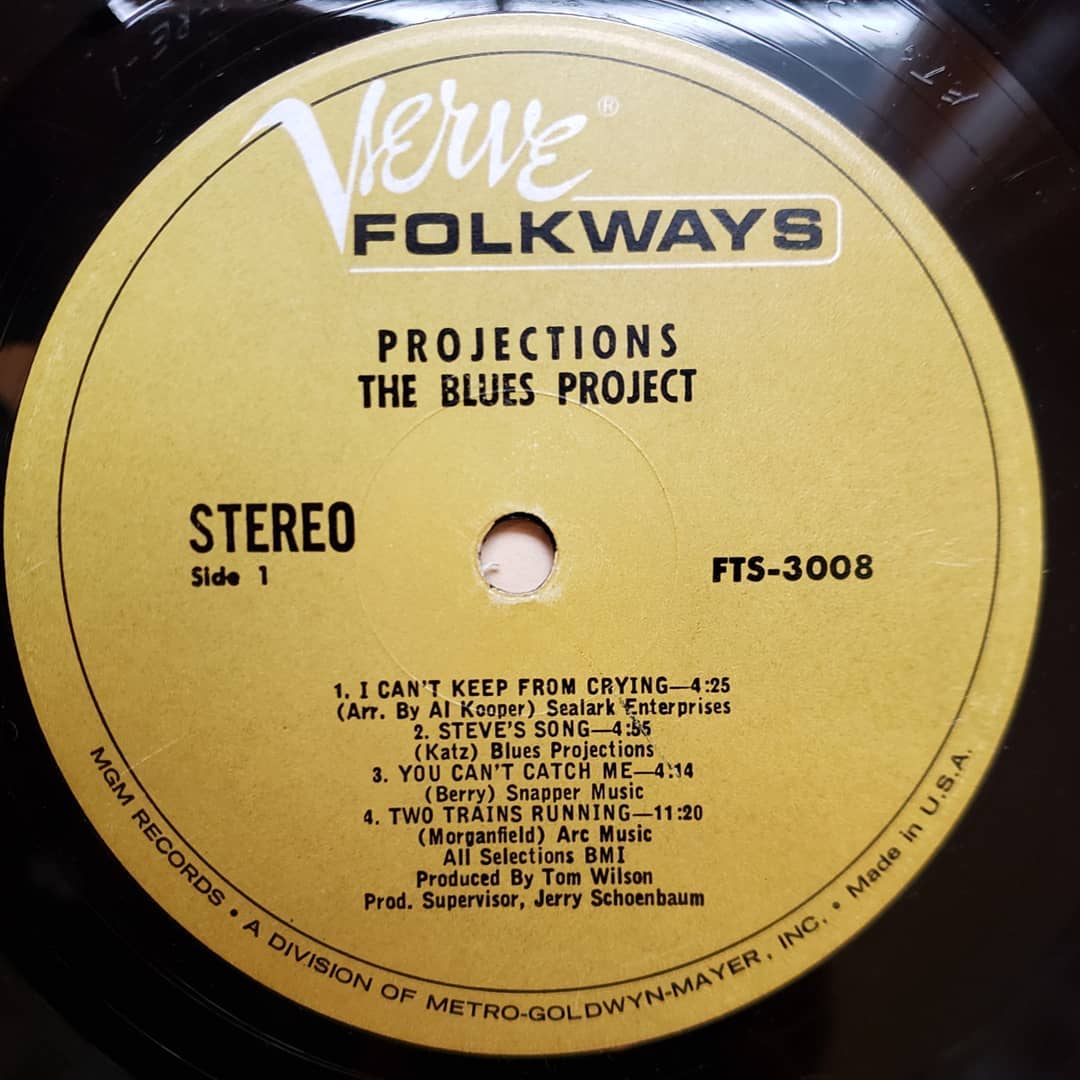 Verve®
FOLKWAYS
PROJECTIONS
THE BLUES PROJECT
STEREO
Side 1
FTS-3008
1. I CAN'T KEEP FROM CRYING—4:25
(Arr. By Al Kooper) Sealark Enterprises
2. STEVE'S SONG—4:55
(Katz) Blues Projections
3. YOU CAN'T CATCH ME—4:14
(Berry) Snapper Music
4. TWO TRAINS RUNNING—11:20
(Morganfield) Arc Music
All Selections BMI
Produced By Tom Wilson
Prod. Supervisor, Jerry Schoenbaum
MGM RECORDS • A DIVISION OF METRO-GOLDWYN-MAYER, INC. • Made in U.S.A.